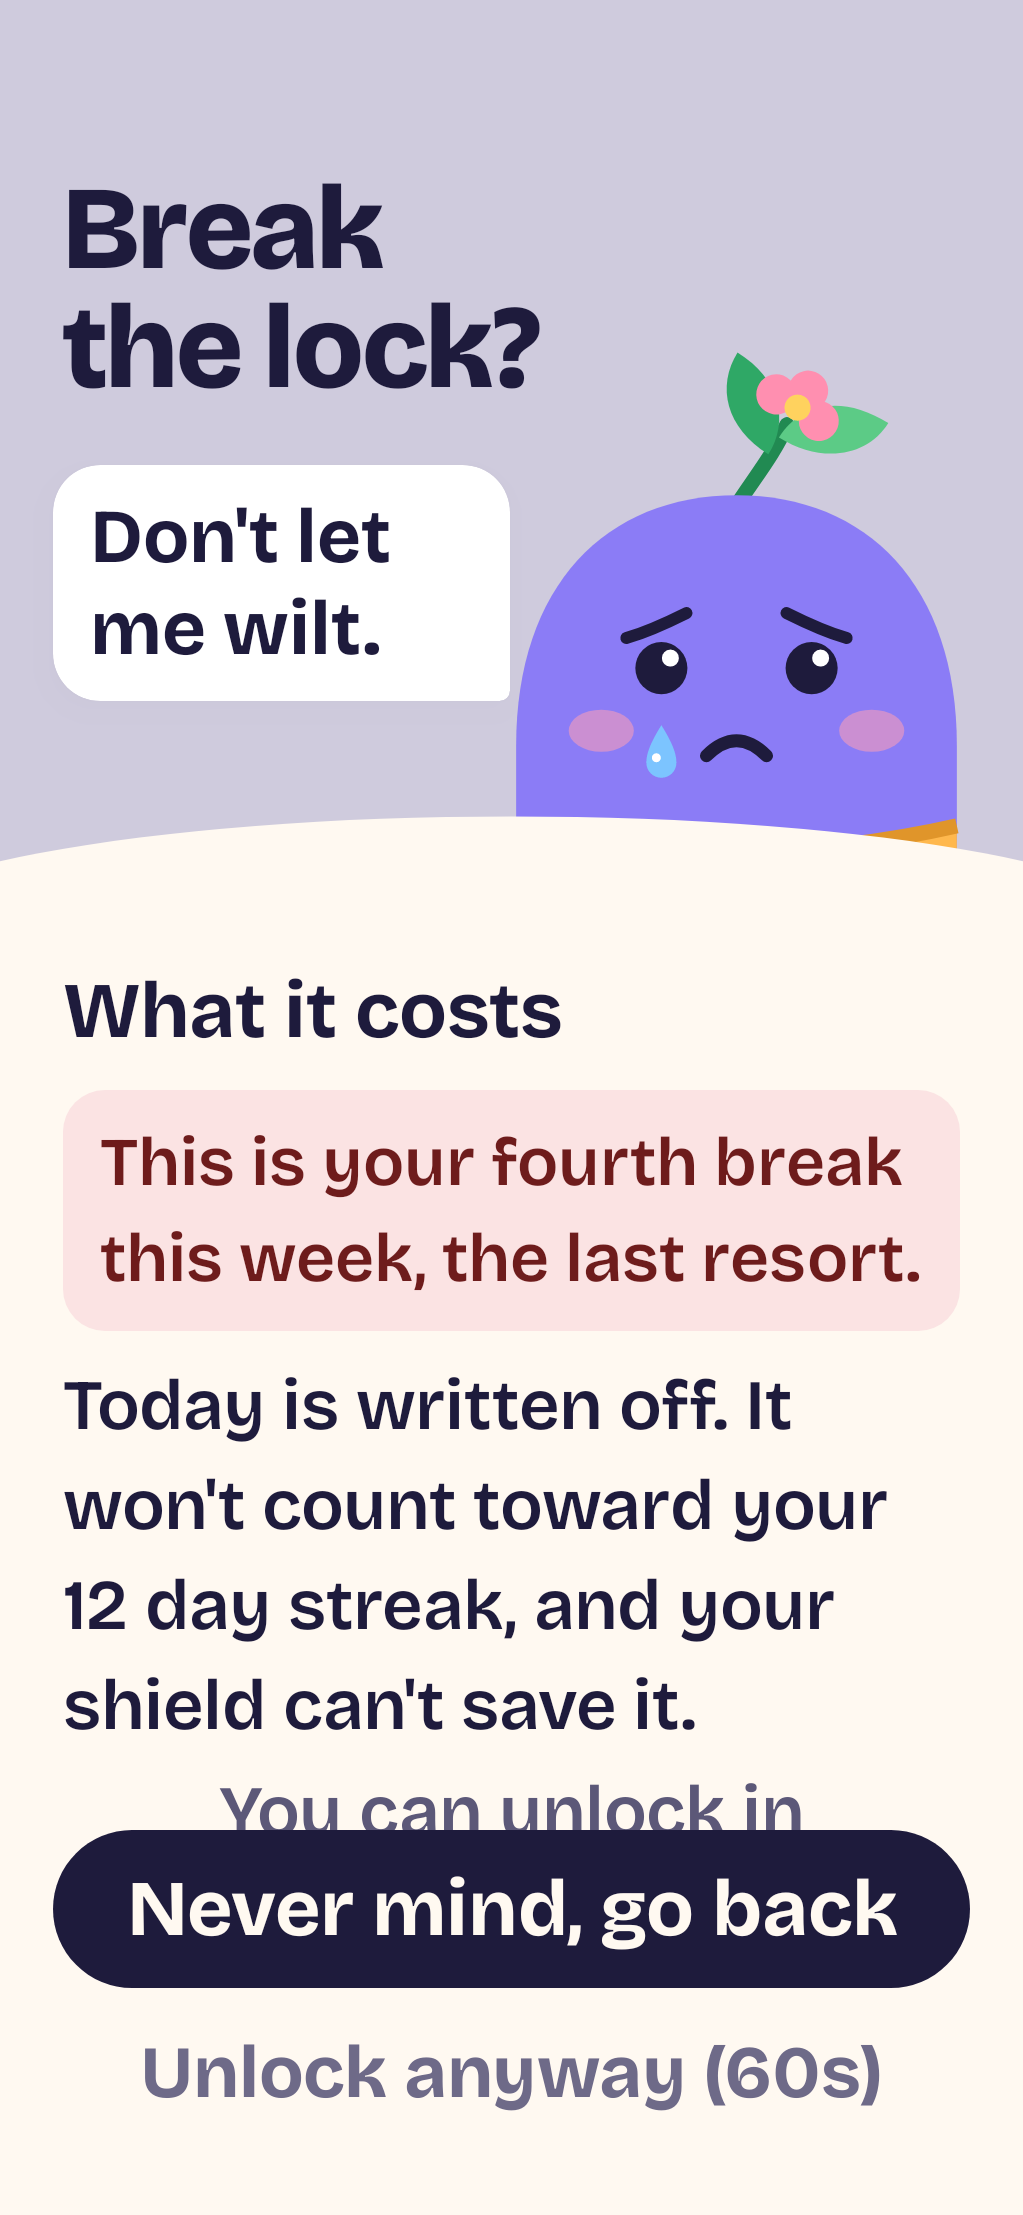 Break
the lock?
Don't let
me wilt.
What it costs
This is your fourth break
this week, the last resort.
Today is written off. It
won't count toward your
12 day streak, and your
shield can't save it.
You can unlock in
Never mind, go back
Unlock anyway (60s)